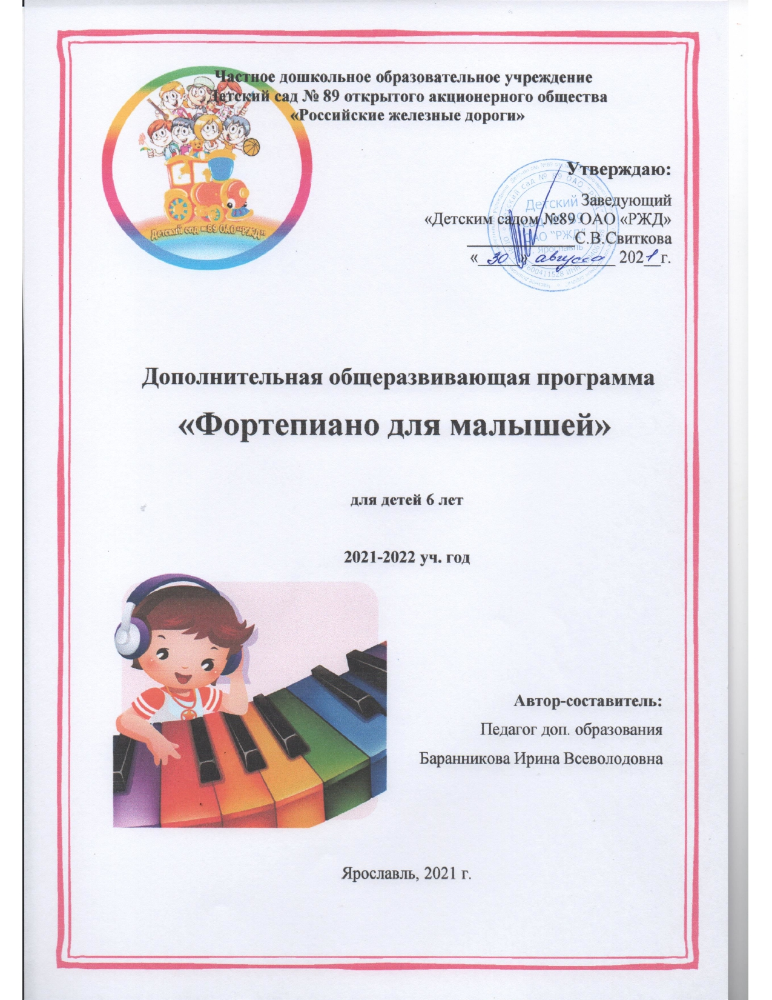 Частное дошкольное образовательное учреждение
Детский сад № 89 открытого акционерного общества
«Российские железные дороги»
Детский сад №89 ОАО "РЖД"
Утверждаю:
Заведующий
«Детским садом №89 ОАО «РЖД»
________________С.В.Свиткова
«_30_» августа 2021г.
Детский
сад № 89
ОАО "РЖД"
г. Ярославль
Дополнительная общеразвивающая программа
«Фортепиано для малышей»
для детей 6 лет
2021-2022 уч. год
Автор-составитель:
Педагог доп. образования
Баранникова Ирина Всеволодовна
Ярославль, 2021 г.